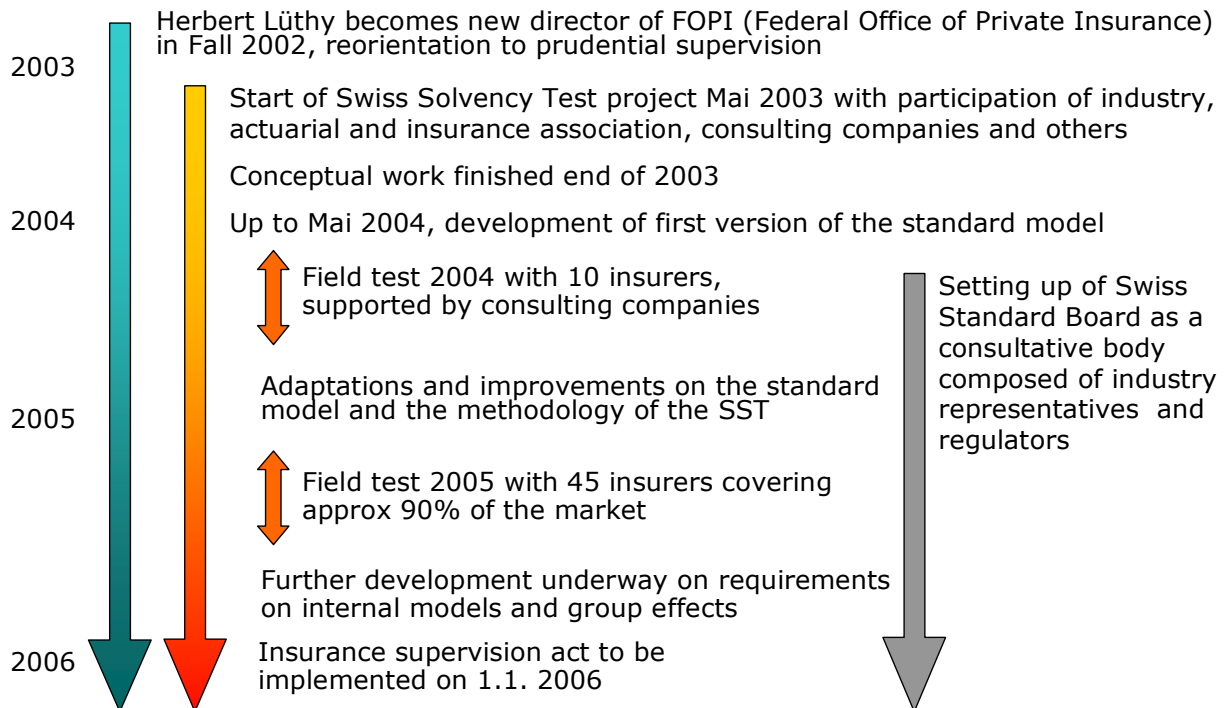 Herbert Lüthy becomes new director of FOPI (Federal Office of Private Insurance)
in Fall 2002, reorientation to prudential supervision
2003
Start of Swiss Solvency Test project Mai 2003 with participation of industry,
actuarial and insurance association, consulting companies and others
Conceptual work finished end of 2003
2004
Up to Mai 2004, development of first version of the standard model
Field test 2004 with 10 insurers,
supported by consulting companies
Setting up of Swiss
Standard Board as a
consultative body
composed of industry
representatives and
regulators
Adaptations and improvements on the standard
model and the methodology of the SST
2005
Field test 2005 with 45 insurers covering
approx 90% of the market
Further development underway on requirements
on internal models and group effects
2006
Insurance supervision act to be
implemented on 1.1. 2006